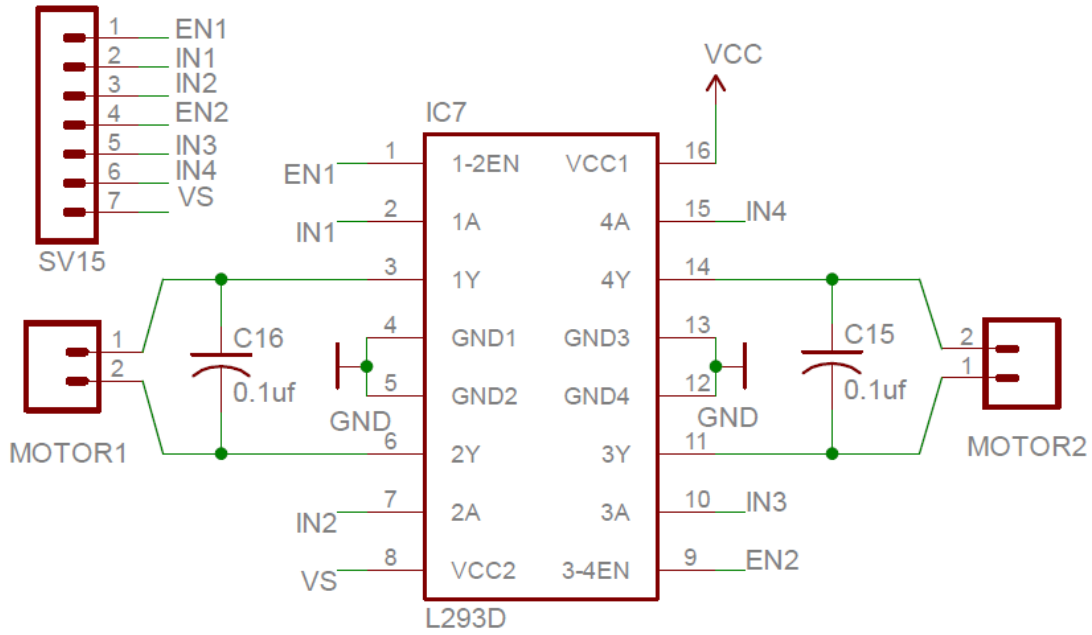 1 EN1
2 IN1
3 IN2
4 EN2
5 IN3
6 IN4
7 VS
SV15
VCC
IC7
EN1 1 1-2EN VCC1 16
IN1 2 1A 4A 15 IN4
3 1Y 4Y 14
4 GND1 GND3 13
5 GND2 GND4 12
GND GND
6 2Y 3Y 11
IN2 7 2A 3A 10 IN3
VS 8 VCC2 3-4EN 9 EN2
L293D
1
2
MOTOR1
C16
0.1uf
C15
0.1uf
2
1
MOTOR2